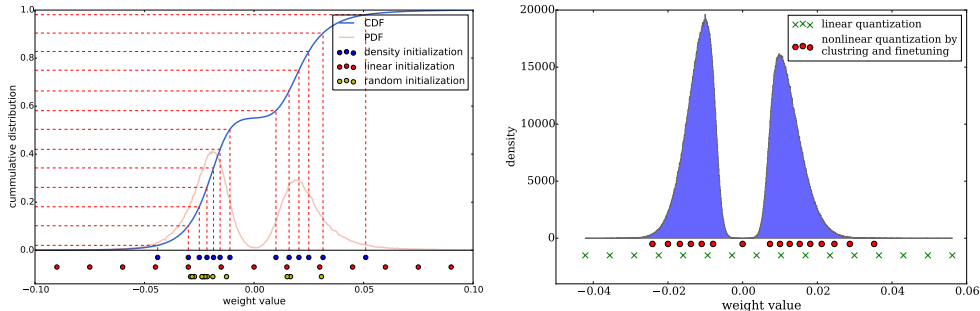 1.0
0.8
0.6
0.4
0.2
0.0
cummulative distribution
CDF
PDF
density initialization
linear initialization
random initialization
−0.10
−0.05
0.00
0.05
0.10
weight value
20000
15000
10000
5000
0
density
linear quantization
nonlinear quantization by
clustring and finetuning
−0.04
−0.02
0.00
0.02
0.04
0.06
weight value